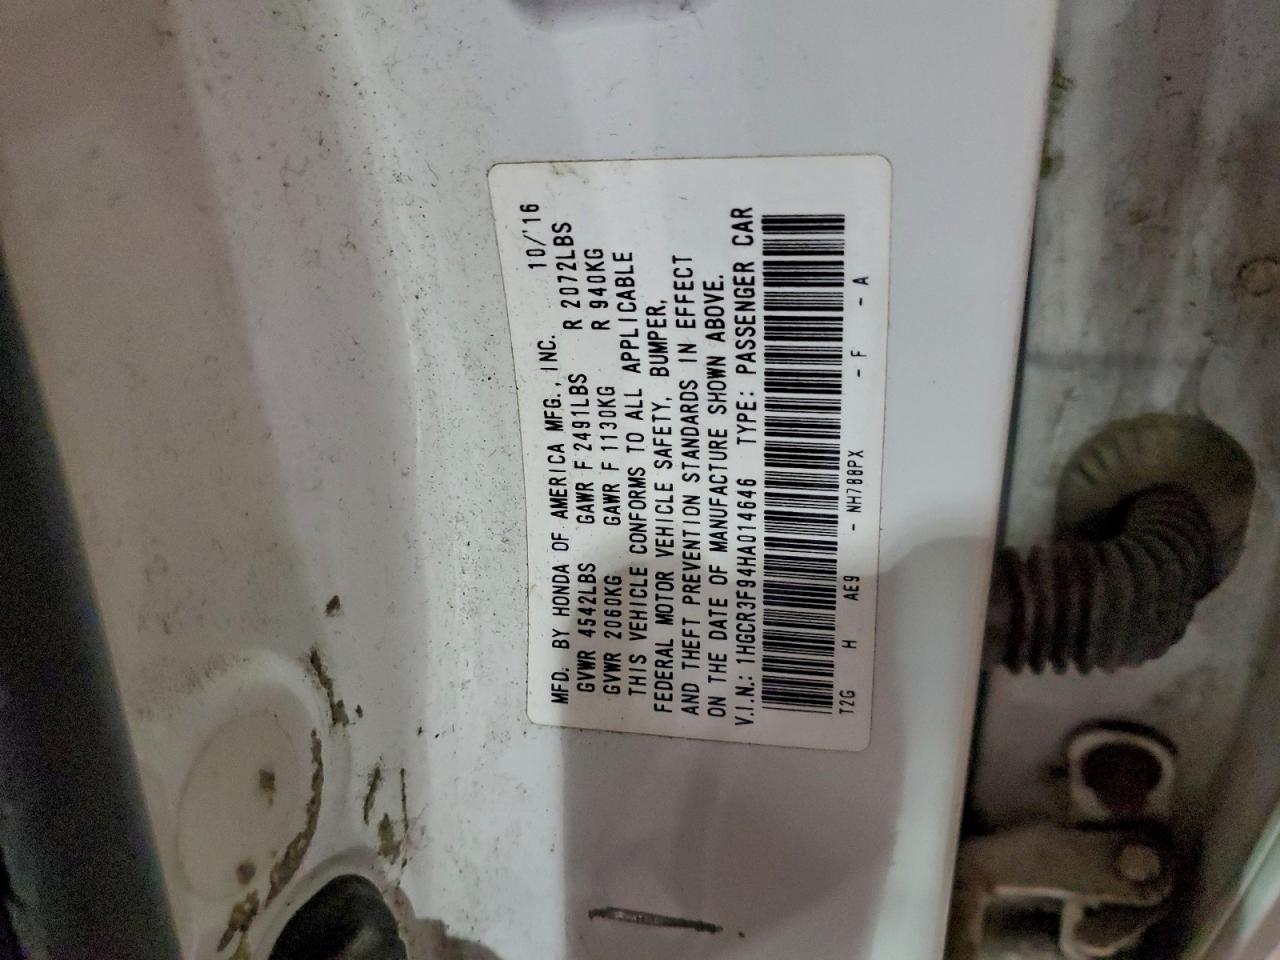 MFD. BY HONDA OF AMERICA MFG., INC. 10/'16
GVWR 4542LBS GAWR F 2491LBS R 2072LBS
GVWR 2060KG GAWR F 1130KG R 940KG
THIS VEHICLE CONFORMS TO ALL APPLICABLE
FEDERAL MOTOR VEHICLE SAFETY, BUMPER,
AND THEFT PREVENTION STANDARDS IN EFFECT
ON THE DATE OF MANUFACTURE SHOWN ABOVE.
V.I.N.: 1HGCR3F94HA014646 TYPE: PASSENGER CAR
T2G H AE9 - NH788PX - F - A